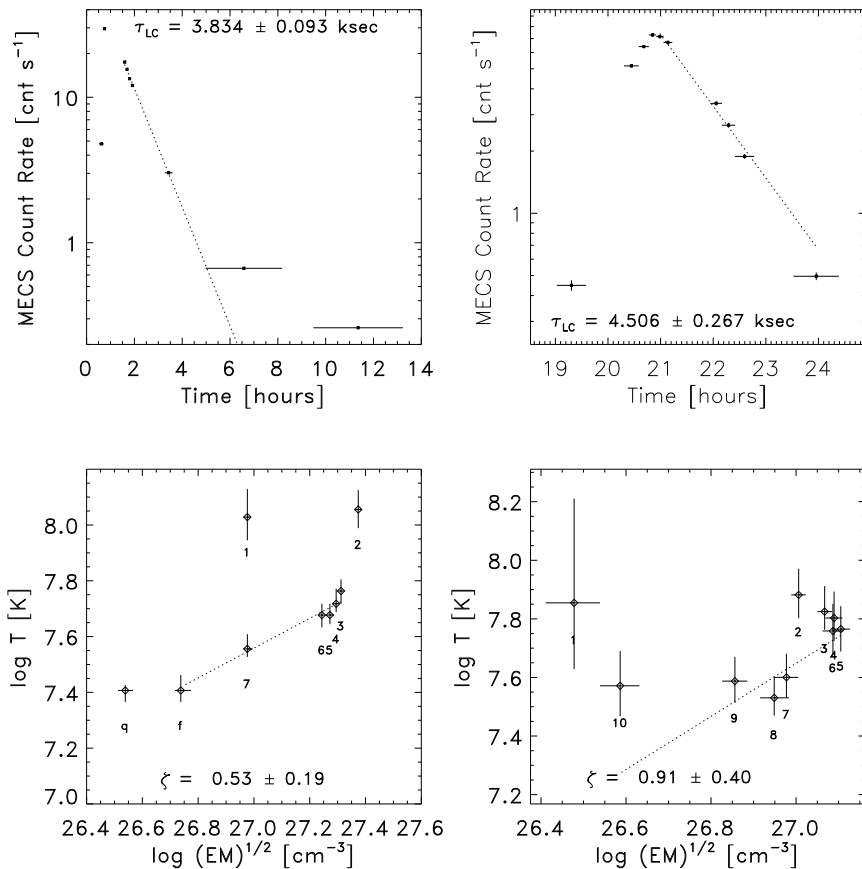 τLC = 3.834 ± 0.093 ksec
MECS Count Rate [cnt s⁻¹]
10
1
0 2 4 6 8 10 12 14
Time [hours]
MECS Count Rate [cnt s⁻¹]
1
τLC = 4.506 ± 0.267 ksec
19 20 21 22 23 24
Time [hours]
log T [K]
8.0
7.8
7.6
7.4
7.2
7.0
1
2
3
4
65
7
q
f
ζ = 0.53 ± 0.19
26.4 26.6 26.8 27.0 27.2 27.4 27.6
log (EM)^1/2 [cm⁻³]
log T [K]
8.2
8.0
7.8
7.6
7.4
7.2
1
2
3
4
65
7
8
9
10
ζ = 0.91 ± 0.40
26.4 26.6 26.8 27.0
log (EM)^1/2 [cm⁻³]